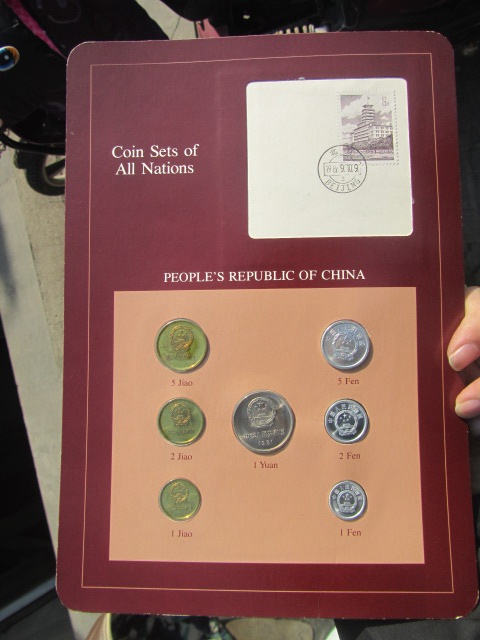 Coin Sets of
All Nations
BEIJING
PEOPLE'S REPUBLIC OF CHINA
5 Jiao
5 Fen
2 Jiao
1 Yuan
2 Fen
1 Jiao
1 Fen